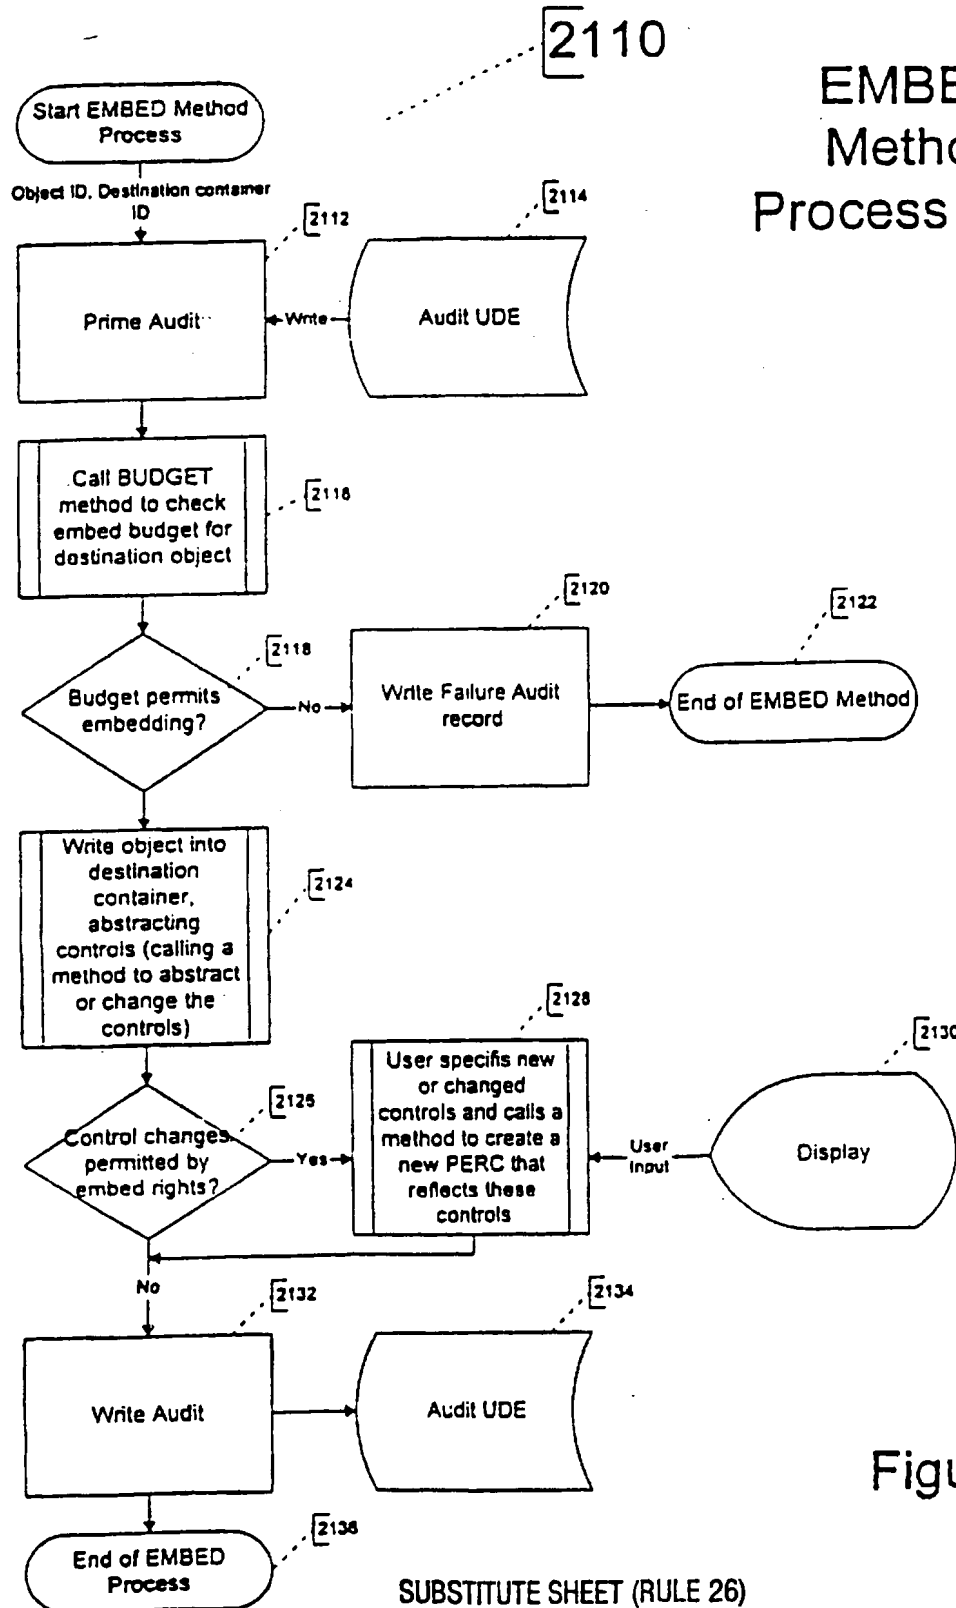 2110
EMBE
Metho
Process
Start EMBED Method
Process
Object ID, Destination container
ID
2112
2114
Prime Audit
Write
Audit UDE
Call BUDGET
method to check
embed budget for
destination object
2116
2120
2122
2118
Budget permits
embedding?
No
Write Failure Audit
record
End of EMBED Method
Write object into
destination
container,
abstracting
controls (calling a
method to abstract
or change the
controls)
2124
2128
2130
User specifis new
or changed
controls and calls a
method to create a
new PERC that
reflects these
controls
2126
Control changes
permitted by
embed rights?
Yes
User
Input
Display
No
2132
2134
Write Audit
Audit UDE
Figu
2136
End of EMBED
Process
SUBSTITUTE SHEET (RULE 26)